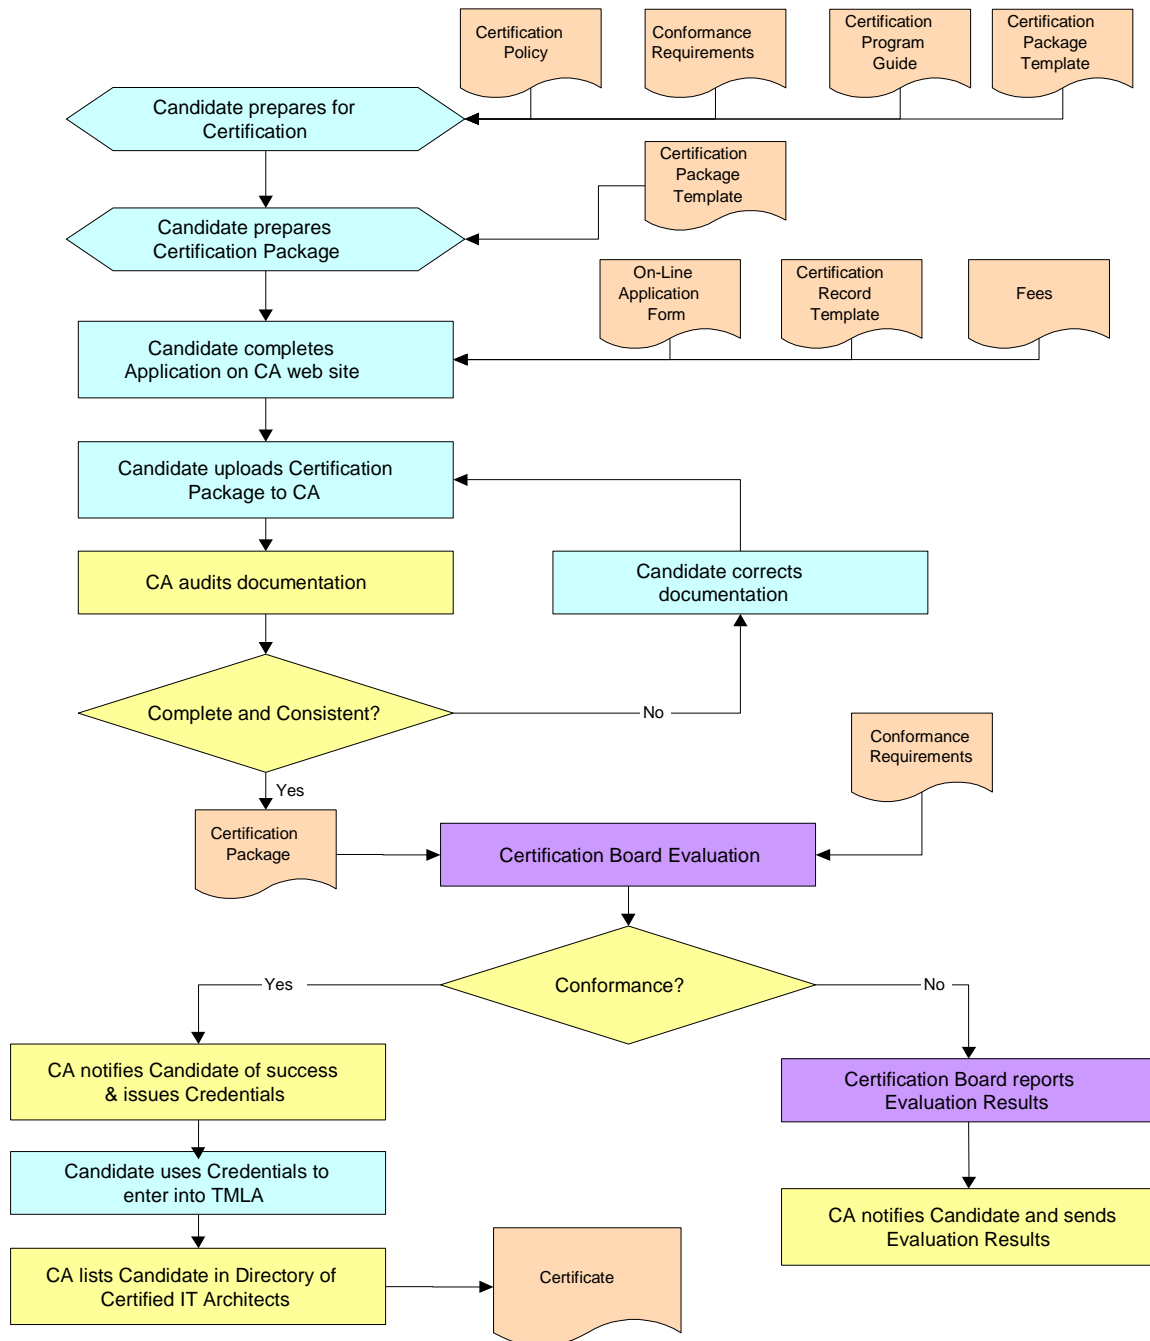 Certification
Policy
Conformance
Requirements
Certification
Program
Guide
Certification
Package
Template
Candidate prepares for
Certification
Certification
Package
Template
Candidate prepares
Certification Package
On-Line
Application
Form
Certification
Record
Template
Fees
Candidate completes
Application on CA web site
Candidate uploads Certification
Package to CA
CA audits documentation
Candidate corrects
documentation
Complete and Consistent?
No
Yes
Conformance
Requirements
Certification
Package
Certification Board Evaluation
Conformance?
Yes
No
CA notifies Candidate of success
& issues Credentials
Certification Board reports
Evaluation Results
Candidate uses Credentials to
enter into TMLA
CA notifies Candidate and sends
Evaluation Results
CA lists Candidate in Directory of
Certified IT Architects
Certificate